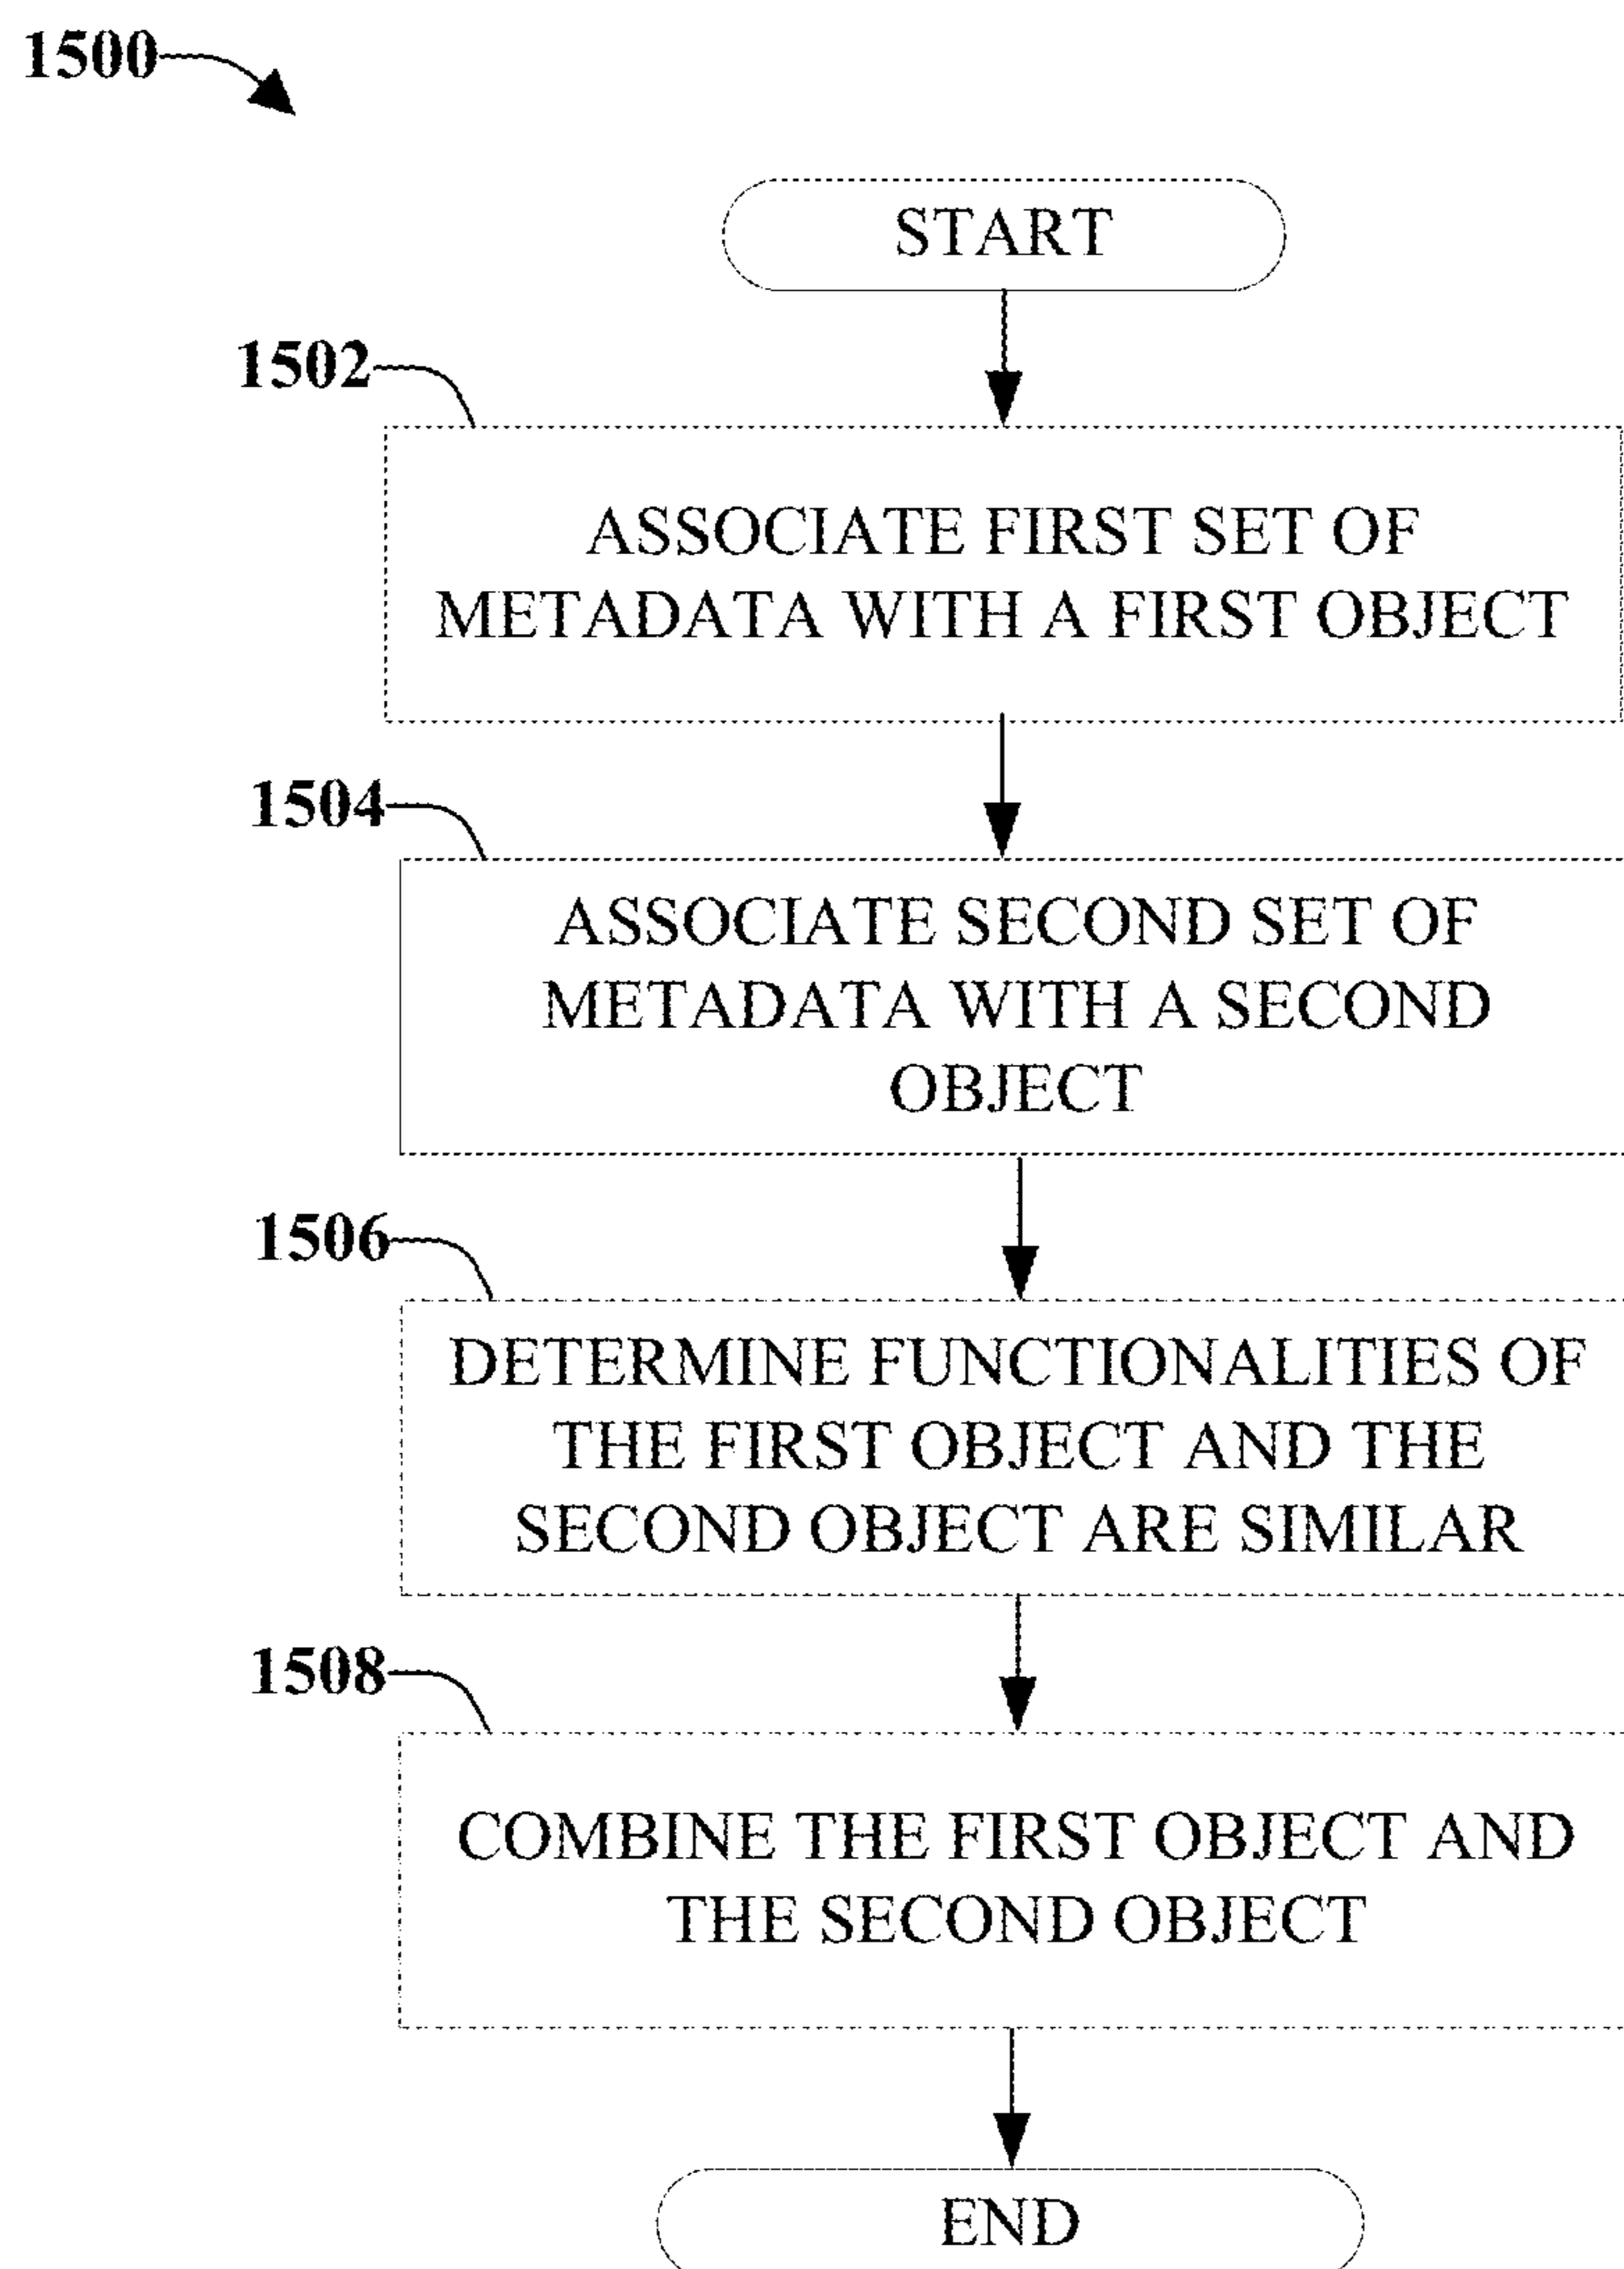 1500
START
1502
ASSOCIATE FIRST SET OF
METADATA WITH A FIRST OBJECT
1504
ASSOCIATE SECOND SET OF
METADATA WITH A SECOND
OBJECT
1506
DETERMINE FUNCTIONALITIES OF
THE FIRST OBJECT AND THE
SECOND OBJECT ARE SIMILAR
1508
COMBINE THE FIRST OBJECT AND
THE SECOND OBJECT
END